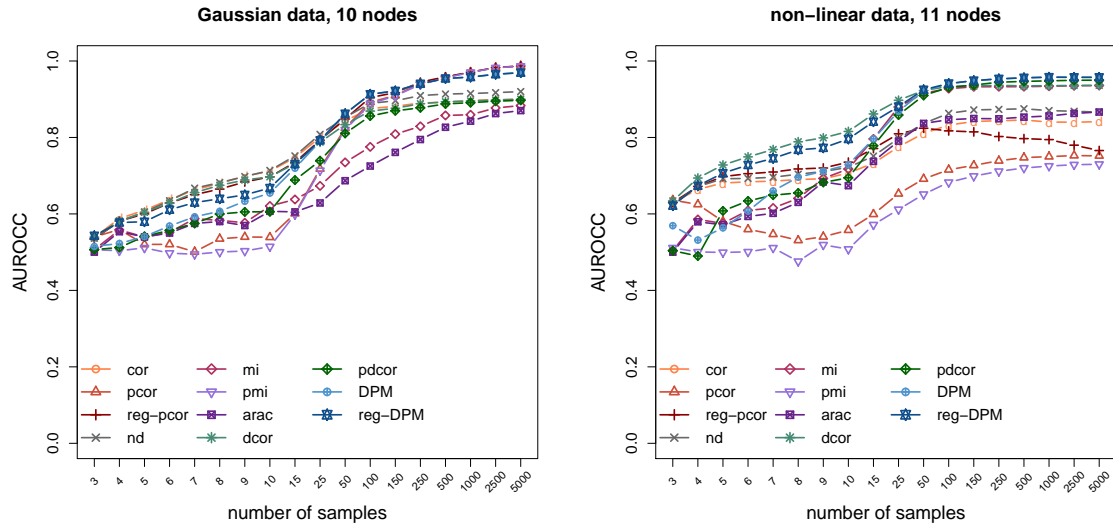 Gaussian data, 10 nodes
AUROCC
1.0
0.8
0.6
0.4
0.2
0.0
cor
pcor
reg−pcor
nd
mi
pmi
arac
dcor
pdcor
DPM
reg−DPM
3 4 5 6 7 8 9 10 15 25 50 100 150 250 500 1000 2500 5000
number of samples
non−linear data, 11 nodes
AUROCC
1.0
0.8
0.6
0.4
0.2
0.0
cor
pcor
reg−pcor
nd
mi
pmi
arac
dcor
pdcor
DPM
reg−DPM
3 4 5 6 7 8 9 10 15 25 50 100 150 250 500 1000 2500 5000
number of samples